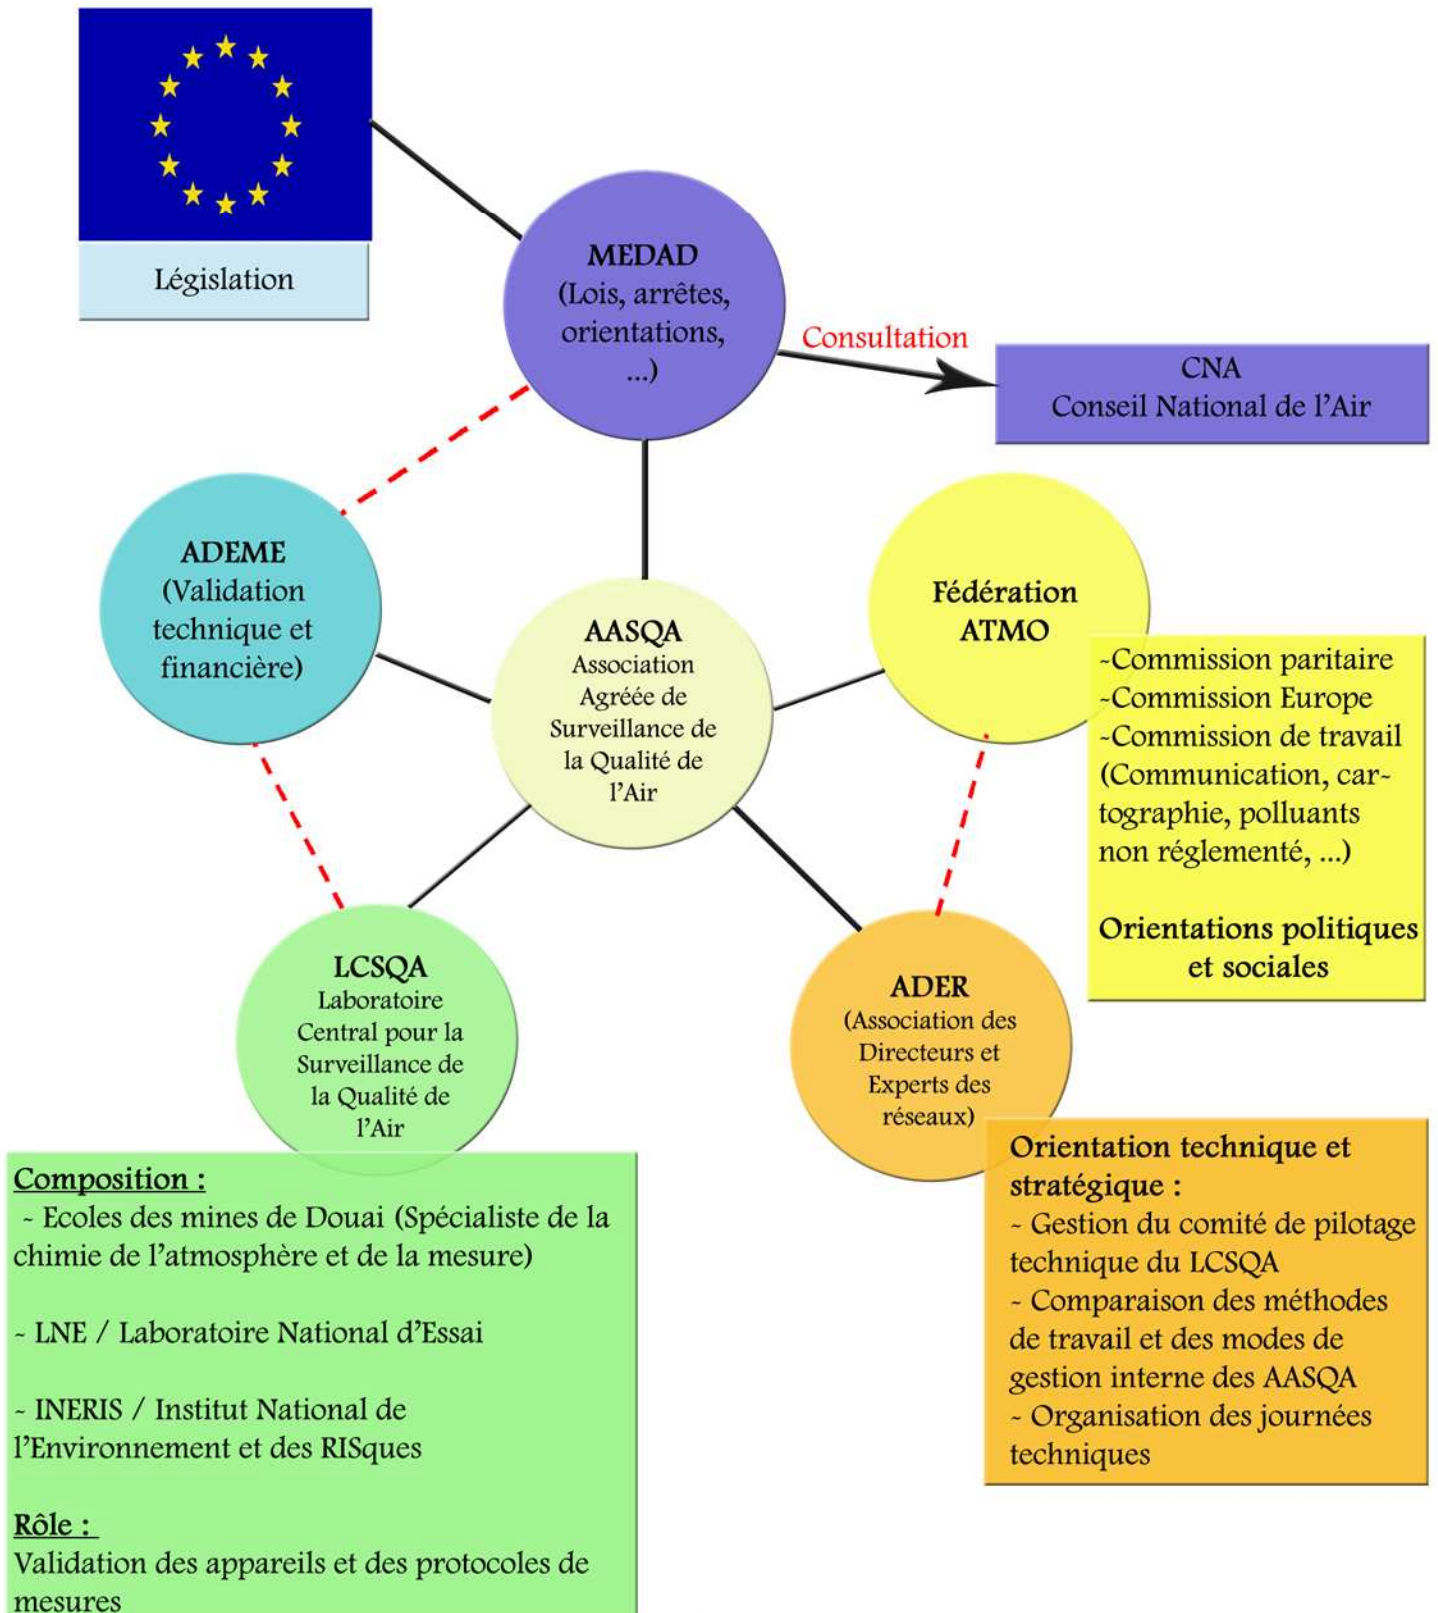 Législation
MEDAD
(Lois, arrêtes,
orientations,
...)
Consultation
CNA
Conseil National de l'Air
ADEME
(Validation
technique et
financière)
AASQA
Association
Agréée de
Surveillance de
la Qualité de
l'Air
Fédération
ATMO
-Commission paritaire
-Commission Europe
-Commission de travail
(Communication, car-
tographie, polluants
non réglementé, ...)
Orientations politiques
et sociales
LCSQA
Laboratoire
Central pour la
Surveillance de
la Qualité de
l'Air
ADER
(Association des
Directeurs et
Experts des
réseaux)
Composition :
- Ecoles des mines de Douai (Spécialiste de la
chimie de l'atmosphère et de la mesure)
- LNE / Laboratoire National d'Essai
- INERIS / Institut National de
l'Environnement et des RISques
Rôle :
Validation des appareils et des protocoles de
mesures
Orientation technique et
stratégique :
- Gestion du comité de pilotage
technique du LCSQA
- Comparaison des méthodes
de travail et des modes de
gestion interne des AASQA
- Organisation des journées
techniques